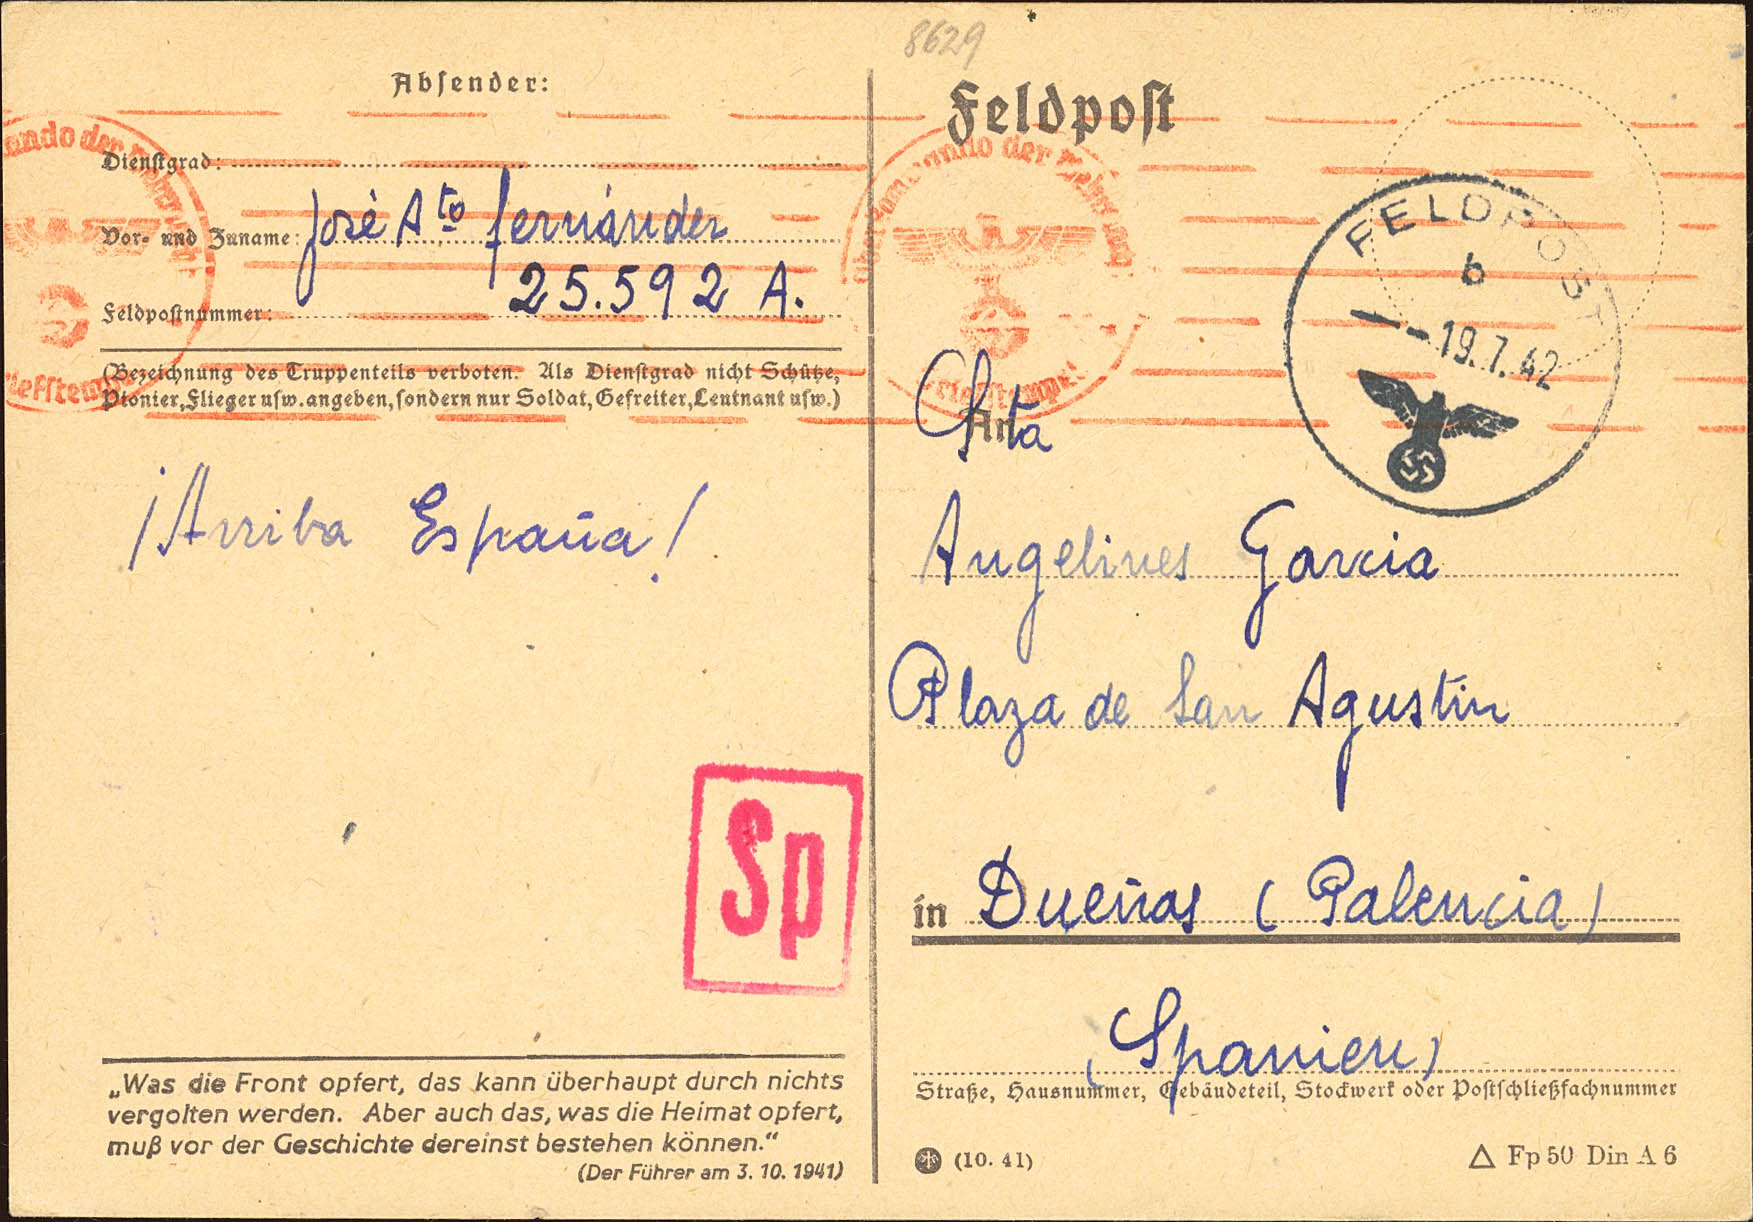 8629
Absender:
Dienstgrad:
Vor- und Zuname: José Ato Fernández
Feldpostnummer: 25.592 A.
(Bezeichnung des Truppenteils verboten. Als Dienstgrad nicht Schütze,
Pionier, Flieger usw. angeben, sondern nur Soldat, Gefreiter, Leutnant usw.)
¡Arriba España!
Sp
„Was die Front opfert, das kann überhaupt durch nichts
vergolten werden. Aber auch das, was die Heimat opfert,
muß vor der Geschichte dereinst bestehen können.“
(Der Führer am 3. 10. 1941)
Feldpost
FELDPOST
b
19.7.42
An
Srta
Angelines Garcia
Plaza de San Agustin
in Dueñas (Palencia)
(Spanien)
Straße, Hausnummer, Gebäudeteil, Stockwerk oder Postschließfachnummer
(10. 41)
Fp 50 Din A 6